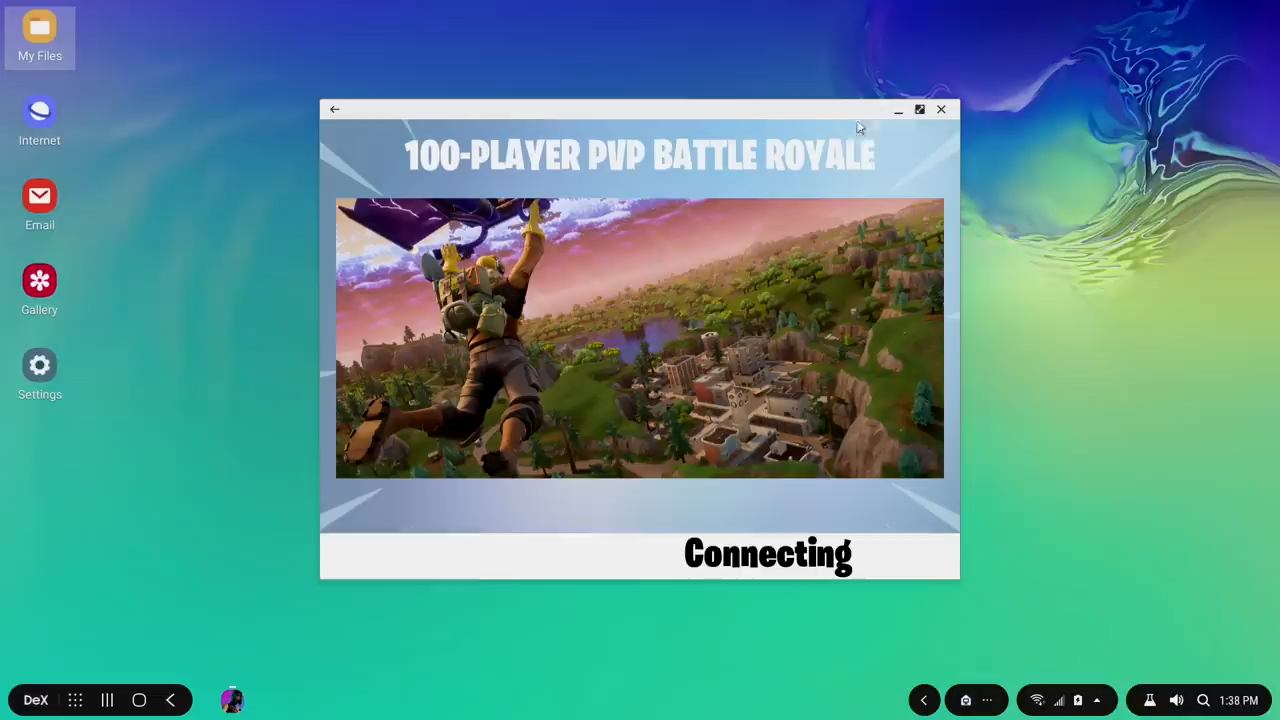 My Files
Internet
Email
Gallery
Settings
100-PLAYER PVP BATTLE ROYALE
Connecting
DeX
1:38 PM